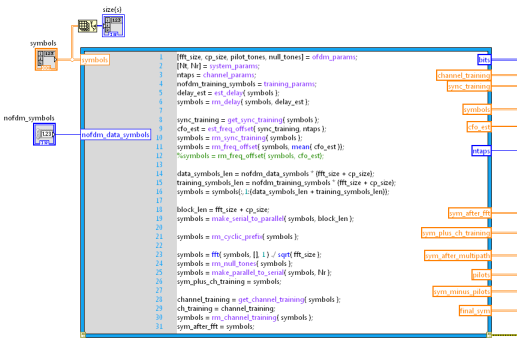 size(s)
symbols
symbols
nofdm_symbols
nofdm_data_symbols
1 [fft_size, cp_size, pilot_tones, null_tones] = ofdm_params;
2 [Nt, Nr] = system_params;
3 ntaps = channel_params;
4 nofdm_training_symbols = training_params;
5 delay_est = est_delay( symbols );
6 symbols = rm_delay( symbols, delay_est );
7
8 sync_training = get_sync_training( symbols );
9 cfo_est = est_freq_offset( sync_training, ntaps );
10 symbols = rm_sync_training( symbols );
11 symbols = rm_freq_offset( symbols, mean( cfo_est ));
12 %symbols = rm_freq_offset( symbols, cfo_est);
13
14 data_symbols_len = nofdm_data_symbols * (fft_size + cp_size);
15 training_symbols_len = nofdm_training_symbols * (fft_size + cp_size);
16 symbols = symbols(:,1:(data_symbols_len + training_symbols_len));
17
18 block_len = fft_size + cp_size;
19 symbols = make_serial_to_parallel( symbols, block_len );
20
21 symbols = rm_cyclic_prefix( symbols );
22
23 symbols = fft( symbols, [], 1 ) ./ sqrt( fft_size );
24 symbols = rm_null_tones( symbols );
25 symbols = make_parallel_to_serial( symbols, Nr );
26 sym_plus_ch_training = symbols;
27
28 channel_training = get_channel_training( symbols );
29 ch_training = channel_training;
30 symbols = rm_channel_training( symbols );
31 sym_after_fft = symbols;
bits
channel_training
sync_training
symbols
cfo_est
ntaps
sym_after_fft
sym_plus_ch_training
sym_after_multipath
pilots
sym_minus_pilots
final_sym